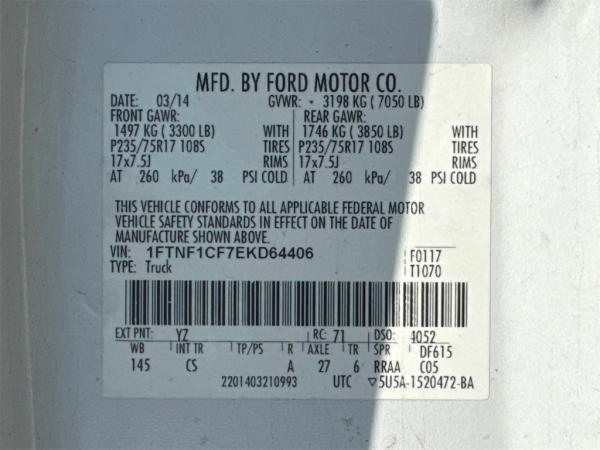 MFD. BY FORD MOTOR CO.
DATE: 03/14 GVWR: 3198 KG ( 7050 LB)
FRONT GAWR: REAR GAWR:
1497 KG ( 3300 LB) WITH 1746 KG ( 3850 LB) WITH
P235/75R17 108S TIRES P235/75R17 108S TIRES
17x7.5J RIMS 17x7.5J RIMS
AT 260 kPa/ 38 PSI COLD AT 260 kPa/ 38 PSI COLD
THIS VEHICLE CONFORMS TO ALL APPLICABLE FEDERAL MOTOR
VEHICLE SAFETY STANDARDS IN EFFECT ON THE DATE OF
MANUFACTURE SHOWN ABOVE.
VIN: 1FTNF1CF7EKD64406 F0117
TYPE: Truck T1070
EXT PNT: YZ RC: 71 DSO: 4052
WB INT TR TP/PS R AXLE TR SPR DF615
145 CS A 27 6 RRAA C05
2201403210993 UTC ▽5U5A-1520472-BA